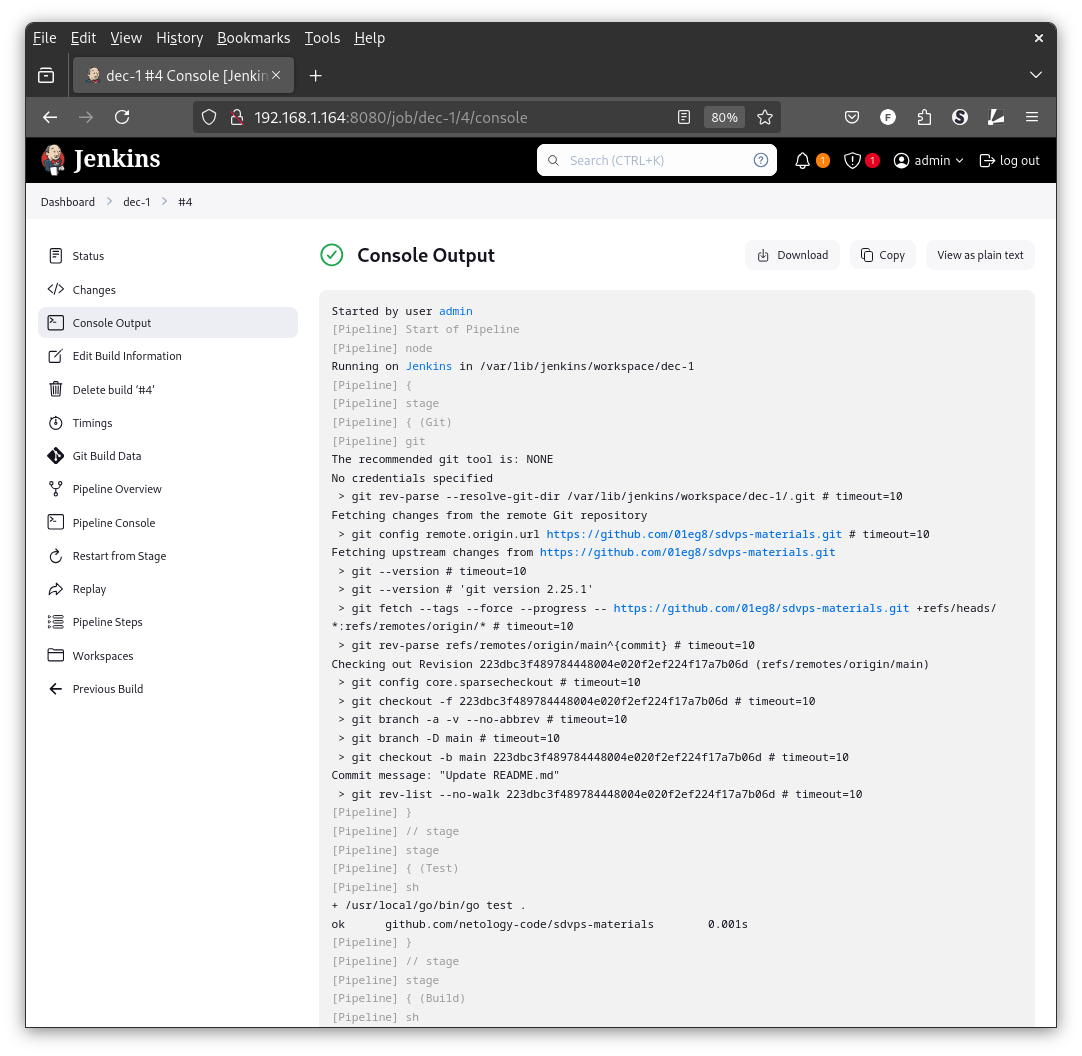 File Edit View History Bookmarks Tools Help
dec-1 #4 Console [Jenkin
192.168.1.164:8080/job/dec-1/4/console 80%
Jenkins Search (CTRL+K) 1 1 admin log out
Dashboard dec-1 #4
Status
Changes
Console Output
Edit Build Information
Delete build ‘#4’
Timings
Git Build Data
Pipeline Overview
Pipeline Console
Restart from Stage
Replay
Pipeline Steps
Workspaces
Previous Build
Console Output Download Copy View as plain text
Started by user admin
[Pipeline] Start of Pipeline
[Pipeline] node
Running on Jenkins in /var/lib/jenkins/workspace/dec-1
[Pipeline] {
[Pipeline] stage
[Pipeline] { (Git)
[Pipeline] git
The recommended git tool is: NONE
No credentials specified
 > git rev-parse --resolve-git-dir /var/lib/jenkins/workspace/dec-1/.git # timeout=10
Fetching changes from the remote Git repository
 > git config remote.origin.url https://github.com/01eg8/sdvps-materials.git # timeout=10
Fetching upstream changes from https://github.com/01eg8/sdvps-materials.git
 > git --version # timeout=10
 > git --version # 'git version 2.25.1'
 > git fetch --tags --force --progress -- https://github.com/01eg8/sdvps-materials.git +refs/heads/
*:refs/remotes/origin/* # timeout=10
 > git rev-parse refs/remotes/origin/main^{commit} # timeout=10
Checking out Revision 223dbc3f489784448004e020f2ef224f17a7b06d (refs/remotes/origin/main)
 > git config core.sparsecheckout # timeout=10
 > git checkout -f 223dbc3f489784448004e020f2ef224f17a7b06d # timeout=10
 > git branch -a -v --no-abbrev # timeout=10
 > git branch -D main # timeout=10
 > git checkout -b main 223dbc3f489784448004e020f2ef224f17a7b06d # timeout=10
Commit message: "Update README.md"
 > git rev-list --no-walk 223dbc3f489784448004e020f2ef224f17a7b06d # timeout=10
[Pipeline] }
[Pipeline] // stage
[Pipeline] stage
[Pipeline] { (Test)
[Pipeline] sh
+ /usr/local/go/bin/go test .
ok github.com/netology-code/sdvps-materials 0.001s
[Pipeline] }
[Pipeline] // stage
[Pipeline] stage
[Pipeline] { (Build)
[Pipeline] sh